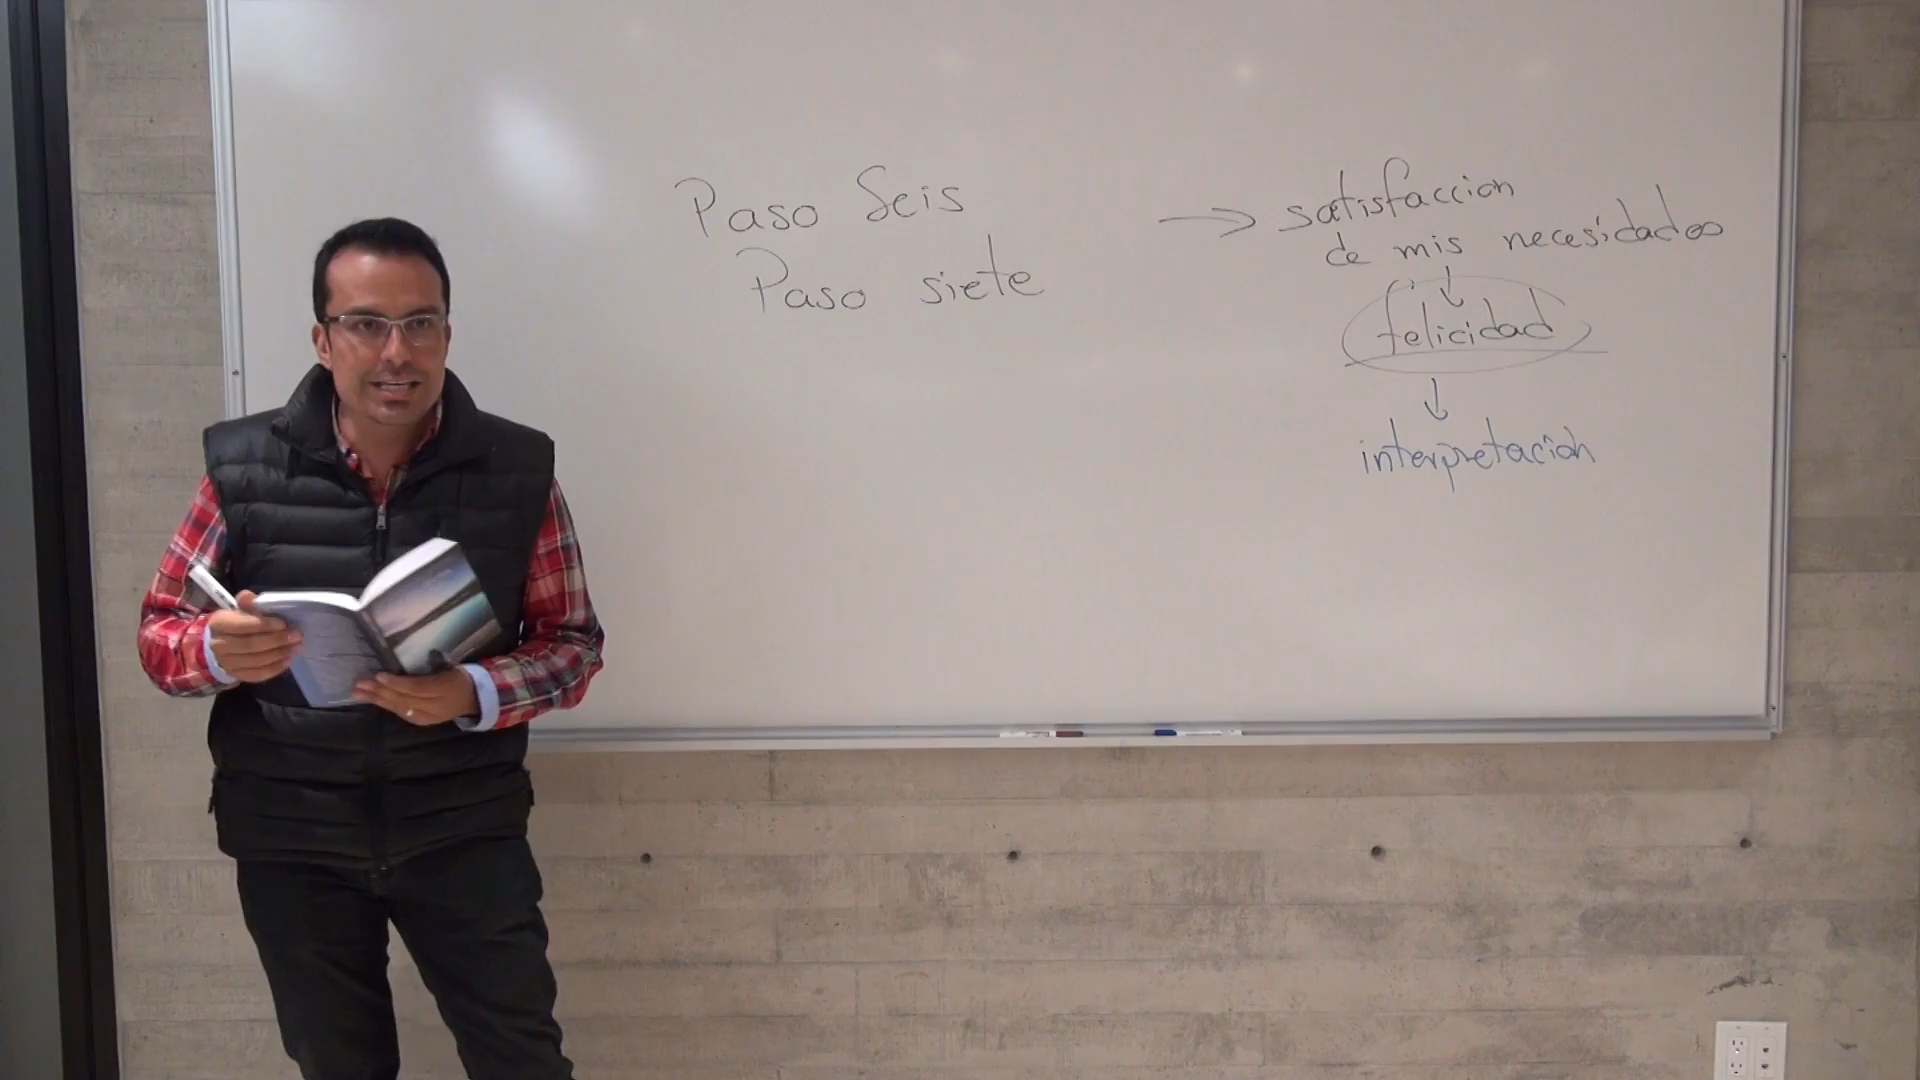 Paso Seis
Paso siete
→ satisfaccion
de mis necesidades
↓
felicidad
↓
interpretación